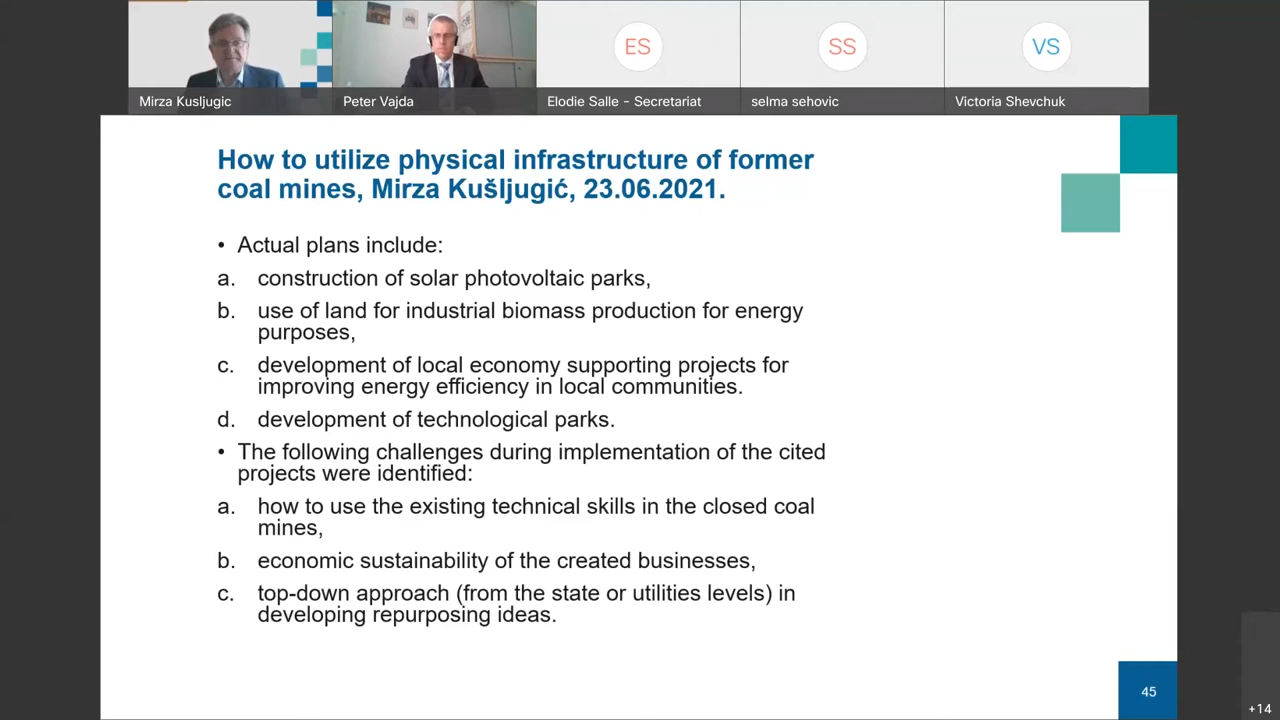 ES
SS
VS
Mirza Kusljugic
Peter Vajda
Elodie Salle - Secretariat
selma sehovic
Victoria Shevchuk
How to utilize physical infrastructure of former
coal mines, Mirza Kušljugić, 23.06.2021.
• Actual plans include:
a. construction of solar photovoltaic parks,
b. use of land for industrial biomass production for energy
purposes,
c. development of local economy supporting projects for
improving energy efficiency in local communities.
d. development of technological parks.
• The following challenges during implementation of the cited
projects were identified:
a. how to use the existing technical skills in the closed coal
mines,
b. economic sustainability of the created businesses,
c. top-down approach (from the state or utilities levels) in
developing repurposing ideas.
45
+14